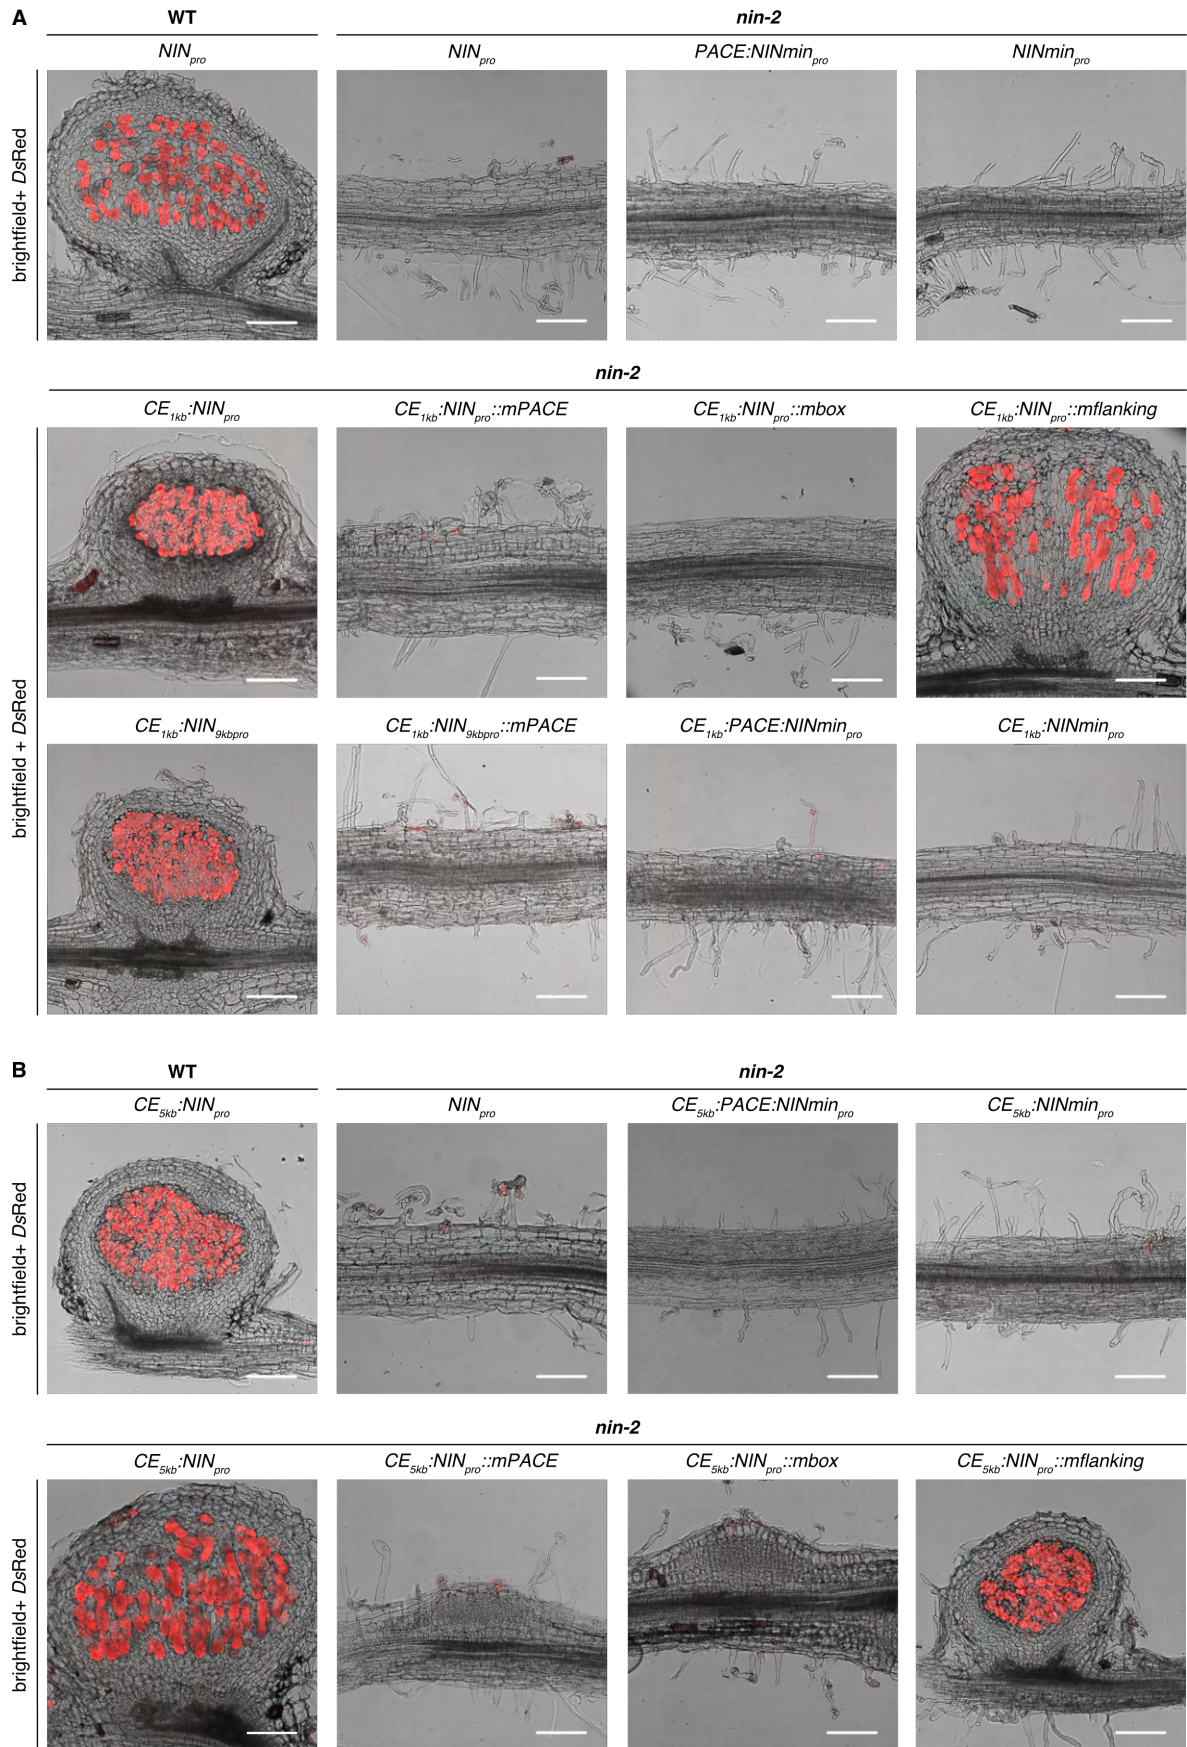 A
WT
nin-2
NINpro
NINpro
PACE:NINminpro
NINminpro
brightfield+ DsRed
nin-2
CE1kb:NINpro
CE1kb:NINpro::mPACE
CE1kb:NINpro::mbox
CE1kb:NINpro::mflanking
brightfield + DsRed
CE1kb:NIN9kbpro
CE1kb:NIN9kbpro::mPACE
CE1kb:PACE:NINminpro
CE1kb:NINminpro
B
WT
nin-2
CE5kb:NINpro
NINpro
CE5kb:PACE:NINminpro
CE5kb:NINminpro
brightfield+ DsRed
nin-2
CE5kb:NINpro
CE5kb:NINpro::mPACE
CE5kb:NINpro::mbox
CE5kb:NINpro::mflanking
brightfield+ DsRed